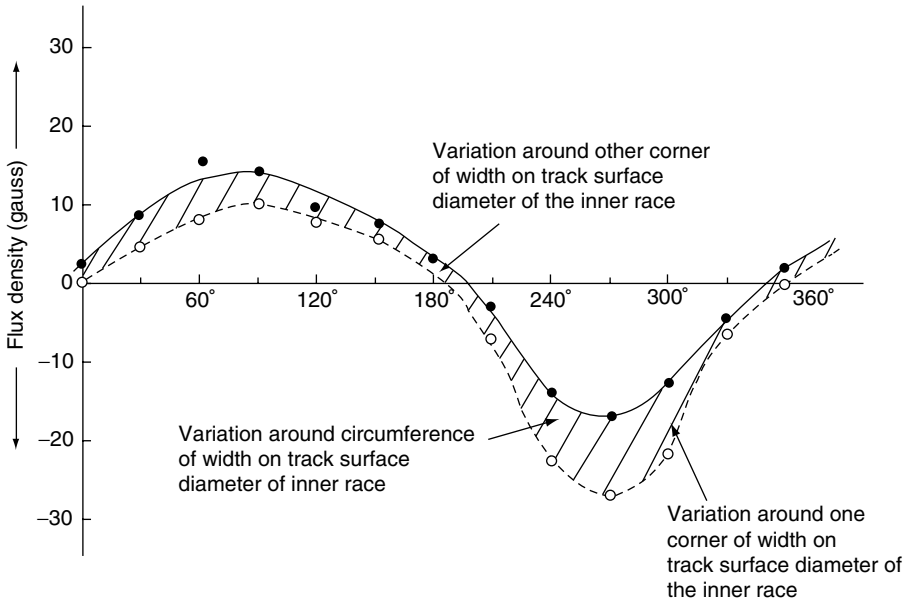 30
20
10
0
−10
−20
−30
Flux density (gauss)
60°
120°
180°
240°
300°
360°
Variation around other corner
of width on track surface
diameter of the inner race
Variation around circumference
of width on track surface
diameter of inner race
Variation around one
corner of width on
track surface diameter of
the inner race